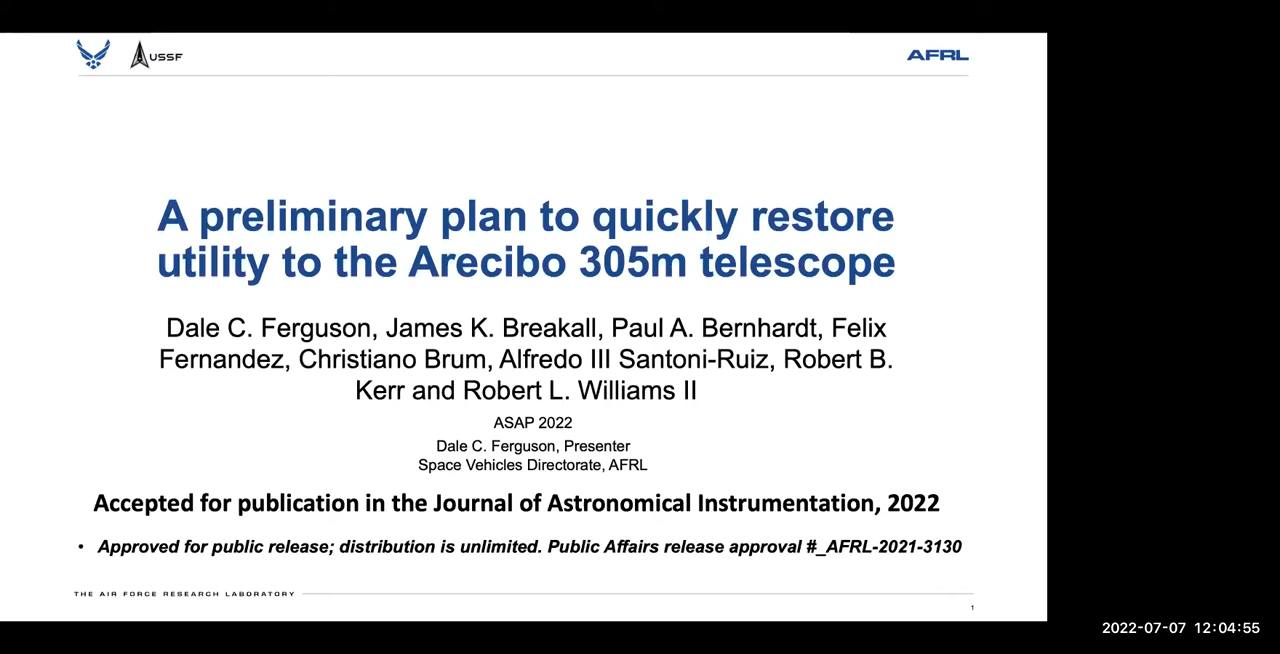 USSF
AFRL
A preliminary plan to quickly restore
utility to the Arecibo 305m telescope
Dale C. Ferguson, James K. Breakall, Paul A. Bernhardt, Felix
Fernandez, Christiano Brum, Alfredo III Santoni-Ruiz, Robert B.
Kerr and Robert L. Williams II
ASAP 2022
Dale C. Ferguson, Presenter
Space Vehicles Directorate, AFRL
Accepted for publication in the Journal of Astronomical Instrumentation, 2022
• Approved for public release; distribution is unlimited. Public Affairs release approval #_AFRL-2021-3130
THE AIR FORCE RESEARCH LABORATORY
1
2022-07-07 12:04:55